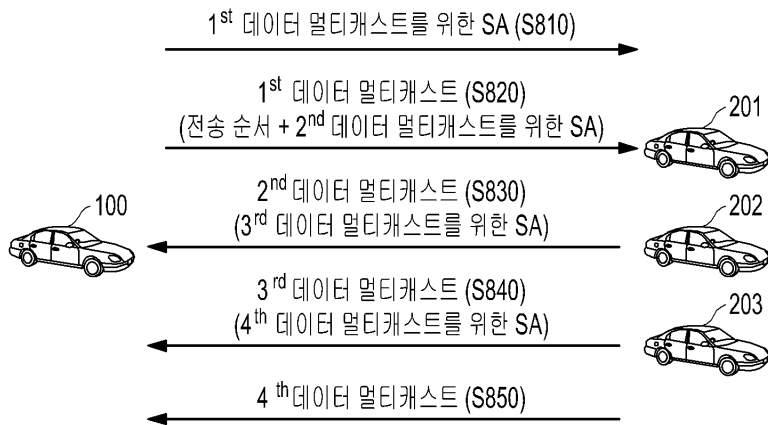 1st 데이터 멀티캐스트를 위한 SA (S810)
1st 데이터 멀티캐스트 (S820)
(전송 순서 + 2nd 데이터 멀티캐스트를 위한 SA)
201
2nd 데이터 멀티캐스트 (S830)
(3rd 데이터 멀티캐스트를 위한 SA)
100
202
3rd 데이터 멀티캐스트 (S840)
(4th 데이터 멀티캐스트를 위한 SA)
203
4th 데이터 멀티캐스트 (S850)